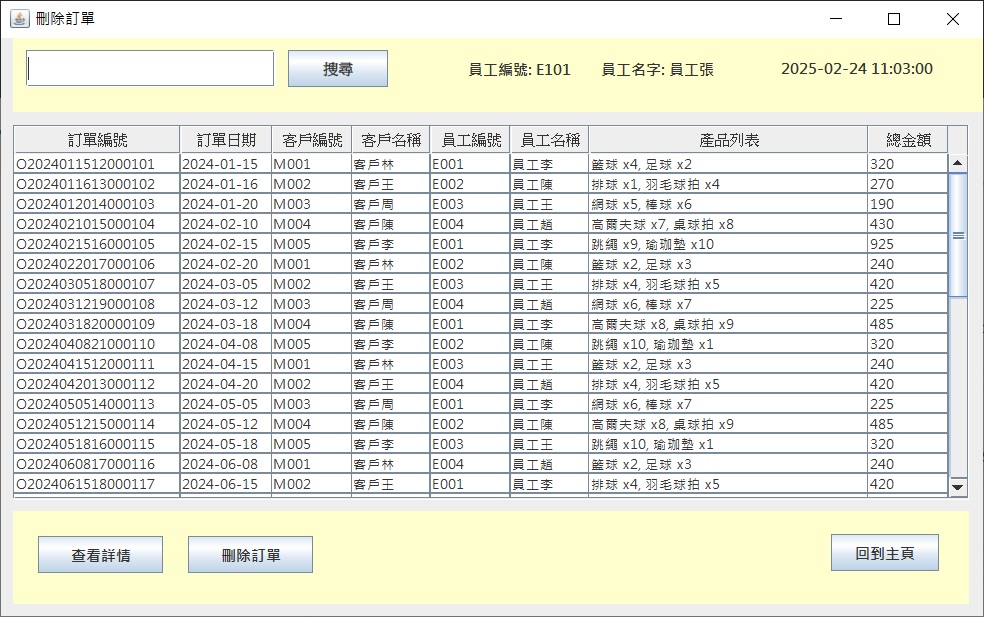 刪除訂單
搜尋 員工編號: E101 員工名字: 員工張 2025-02-24 11:03:00
訂單編號 訂單日期 客戶編號 客戶名稱 員工編號 員工名稱 產品列表 總金額
O2024011512000101 2024-01-15 M001 客戶林 E001 員工李 籃球 x4, 足球 x2 320
O2024011613000102 2024-01-16 M002 客戶王 E002 員工陳 排球 x1, 羽毛球拍 x4 270
O2024012014000103 2024-01-20 M003 客戶周 E003 員工王 網球 x5, 棒球 x6 190
O2024021015000104 2024-02-10 M004 客戶陳 E004 員工趙 高爾夫球 x7, 桌球拍 x8 430
O2024021516000105 2024-02-15 M005 客戶李 E001 員工李 跳繩 x9, 瑜珈墊 x10 925
O2024022017000106 2024-02-20 M001 客戶林 E002 員工陳 籃球 x2, 足球 x3 240
O2024030518000107 2024-03-05 M002 客戶王 E003 員工王 排球 x4, 羽毛球拍 x5 420
O2024031219000108 2024-03-12 M003 客戶周 E004 員工趙 網球 x6, 棒球 x7 225
O2024031820000109 2024-03-18 M004 客戶陳 E001 員工李 高爾夫球 x8, 桌球拍 x9 485
O2024040821000110 2024-04-08 M005 客戶李 E002 員工陳 跳繩 x10, 瑜珈墊 x1 320
O2024041512000111 2024-04-15 M001 客戶林 E003 員工王 籃球 x2, 足球 x3 240
O2024042013000112 2024-04-20 M002 客戶王 E004 員工趙 排球 x4, 羽毛球拍 x5 420
O2024050514000113 2024-05-05 M003 客戶周 E001 員工李 網球 x6, 棒球 x7 225
O2024051215000114 2024-05-12 M004 客戶陳 E002 員工陳 高爾夫球 x8, 桌球拍 x9 485
O2024051816000115 2024-05-18 M005 客戶李 E003 員工王 跳繩 x10, 瑜珈墊 x1 320
O2024060817000116 2024-06-08 M001 客戶林 E004 員工趙 籃球 x2, 足球 x3 240
O2024061518000117 2024-06-15 M002 客戶王 E001 員工李 排球 x4, 羽毛球拍 x5 420
查看詳情 刪除訂單 回到主頁